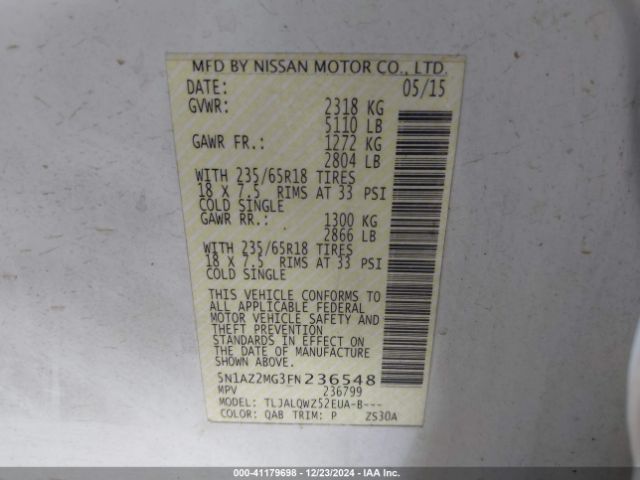 MFD BY NISSAN MOTOR CO., LTD.
DATE: 05/15
GVWR: 2318 KG
5110 LB
GAWR FR.: 1272 KG
2804 LB
WITH 235/65R18 TIRES
18 X 7.5 RIMS AT 33 PSI
COLD SINGLE
GAWR RR.: 1300 KG
2866 LB
WITH 235/65R18 TIRES
18 X 7.5 RIMS AT 33 PSI
COLD SINGLE
THIS VEHICLE CONFORMS TO
ALL APPLICABLE FEDERAL
MOTOR VEHICLE SAFETY AND
THEFT PREVENTION
STANDARDS IN EFFECT ON
THE DATE OF MANUFACTURE
SHOWN ABOVE.
5N1AZ2MG3FN236548
MPV 236799
MODEL: TLJALQWZ52EUA-B---
COLOR: QAB TRIM: P ZS30A
000-41179698 - 12/23/2024 - IAA Inc.